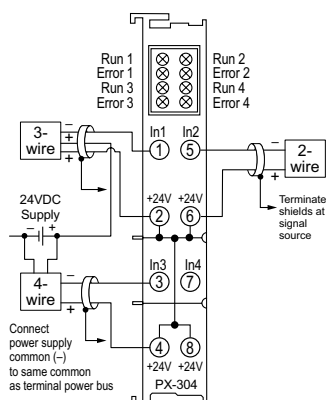 Run 1 Run 2
Error 1 Error 2
Run 3 Run 4
Error 3 Error 4
3-
wire
–
+
+
In1 In2
1 5
–
+
2-
wire
+24V +24V
2 6
Terminate
shields at
signal
source
24VDC
Supply
– +
4-
wire
–
+
In3 In4
3 7
Connect
power supply
common (–)
to same common
as terminal power bus
4 8
+24V +24V
PX-304